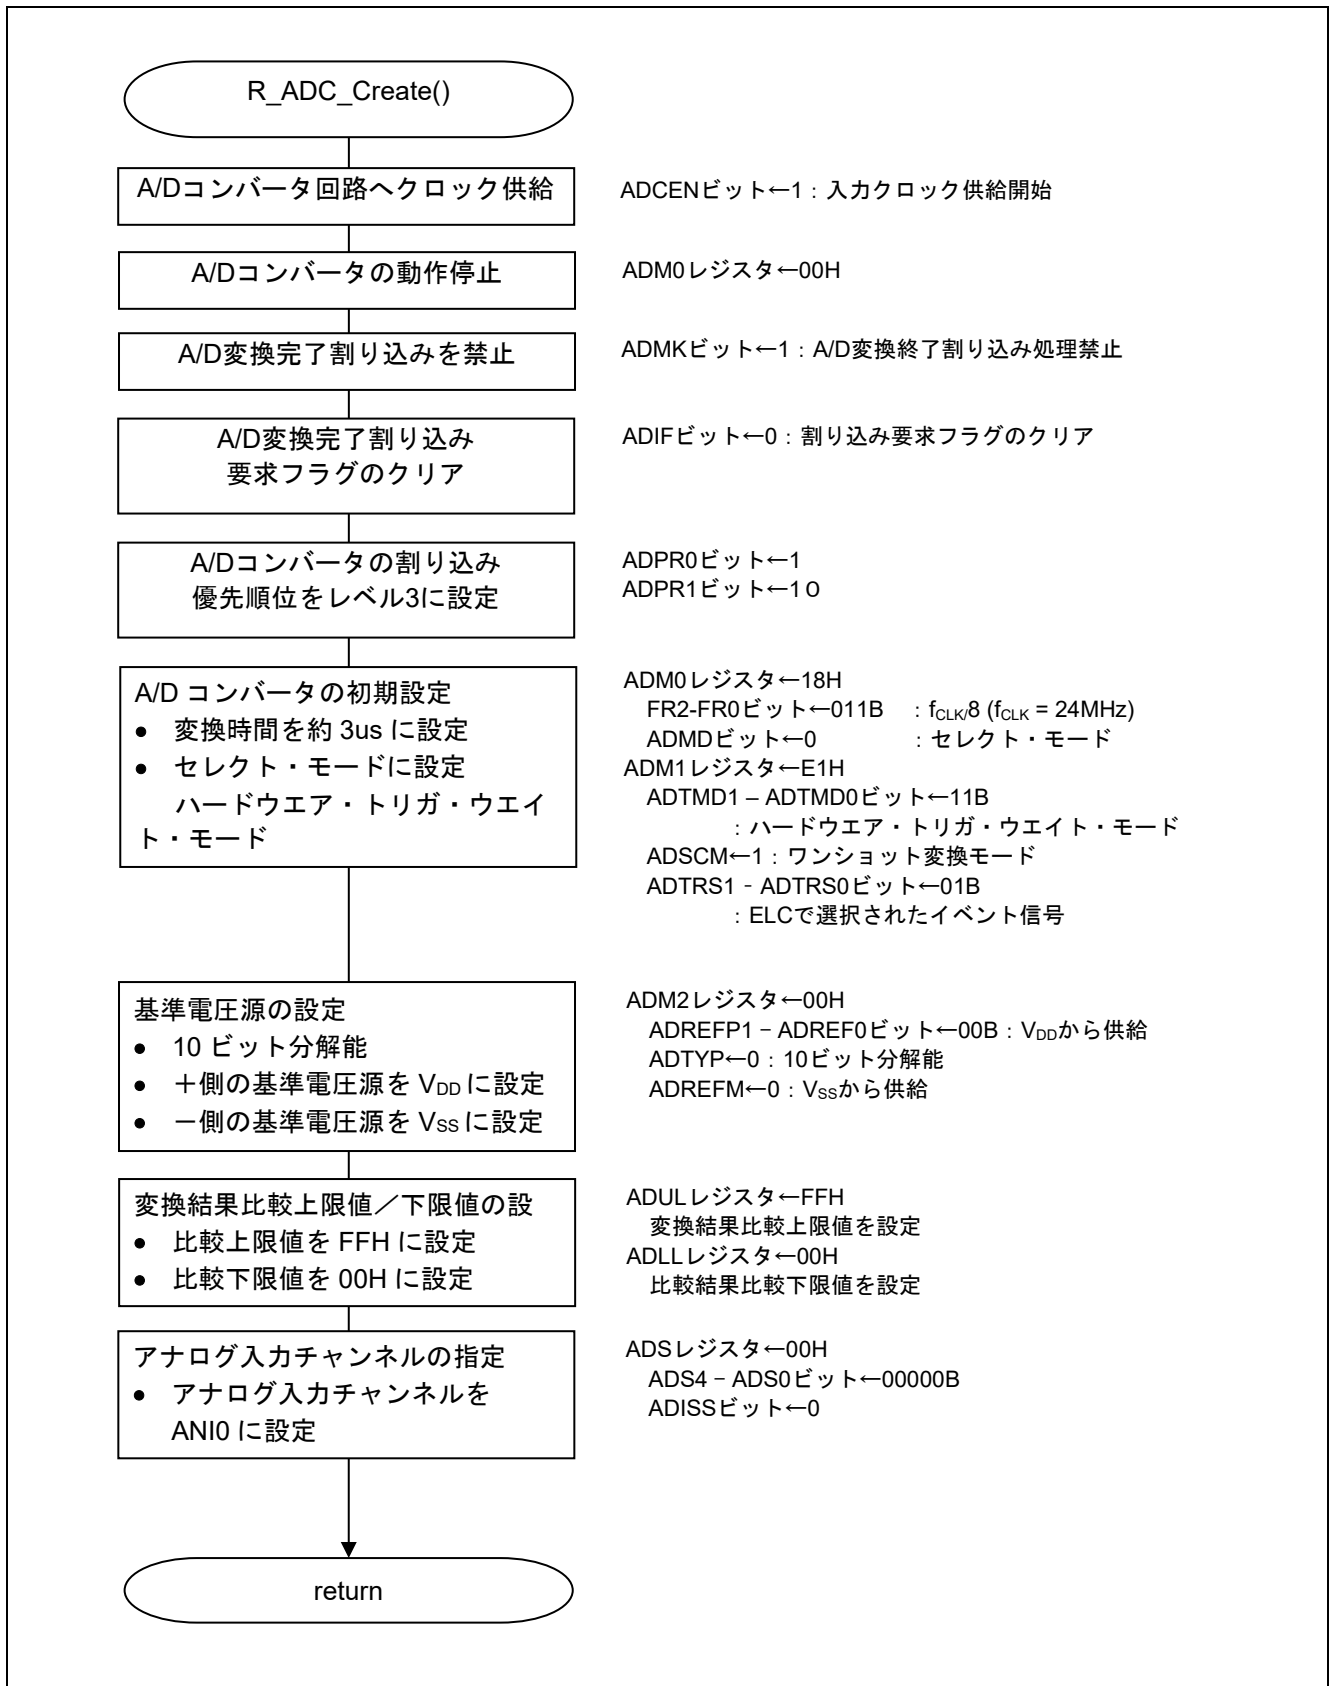 R_ADC_Create()
A/Dコンバータ回路へクロック供給
ADCENビット←1：入力クロック供給開始
A/Dコンバータの動作停止
ADM0レジスタ←00H
A/D変換完了割り込みを禁止
ADMKビット←1：A/D変換終了割り込み処理禁止
A/D変換完了割り込み
要求フラグのクリア
ADIFビット←0：割り込み要求フラグのクリア
A/Dコンバータの割り込み
優先順位をレベル3に設定
ADPR0ビット←1
ADPR1ビット←1０
A/D コンバータの初期設定
● 変換時間を約 3us に設定
● セレクト・モードに設定
ハードウエア・トリガ・ウエイ
ト・モード
ADM0レジスタ←18H
FR2-FR0ビット←011B ：fCLK/8 (fCLK = 24MHz)
ADMDビット←0 ：セレクト・モード
ADM1レジスタ←E1H
ADTMD1 – ADTMD0ビット←11B
：ハードウエア・トリガ・ウエイト・モード
ADSCM←1：ワンショット変換モード
ADTRS1 - ADTRS0ビット←01B
：ELCで選択されたイベント信号
基準電圧源の設定
● 10 ビット分解能
● ＋側の基準電圧源を VDD に設定
● －側の基準電圧源を VSS に設定
ADM2レジスタ←00H
ADREFP1 – ADREF0ビット←00B：VDDから供給
ADTYP←0：10ビット分解能
ADREFM←0：VSSから供給
変換結果比較上限値／下限値の設
● 比較上限値を FFH に設定
● 比較下限値を 00H に設定
ADULレジスタ←FFH
変換結果比較上限値を設定
ADLLレジスタ←00H
比較結果比較下限値を設定
アナログ入力チャンネルの指定
● アナログ入力チャンネルを
ANI0 に設定
ADSレジスタ←00H
ADS4 – ADS0ビット←00000B
ADISSビット←0
return